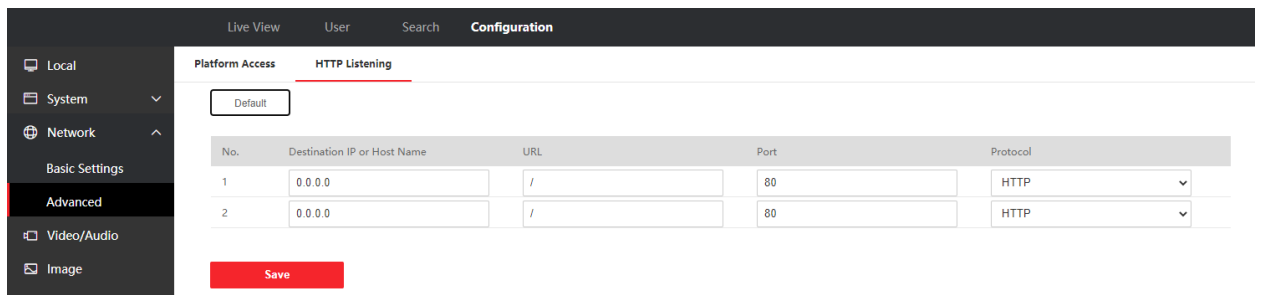 Live View User Search Configuration
Local
System
Network
Basic Settings
Advanced
Video/Audio
Image
Platform Access HTTP Listening
Default
No. Destination IP or Host Name URL Port Protocol
1 0.0.0.0 / 80 HTTP
2 0.0.0.0 / 80 HTTP
Save